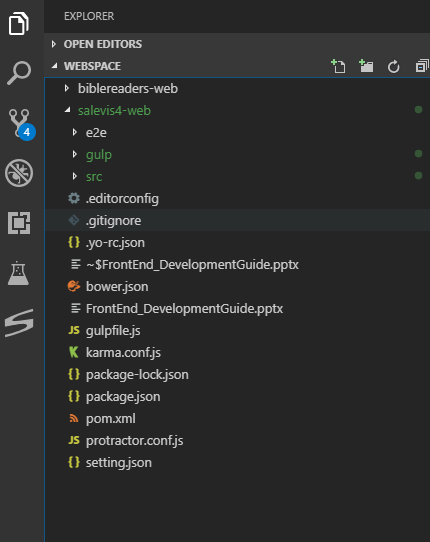 EXPLORER
OPEN EDITORS
WEBSPACE
biblereaders-web
salevis4-web
4
e2e
gulp
src
.editorconfig
.gitignore
{ } .yo-rc.json
~$FrontEnd_DevelopmentGuide.pptx
bower.json
FrontEnd_DevelopmentGuide.pptx
JS gulpfile.js
karma.conf.js
{ } package-lock.json
{ } package.json
pom.xml
JS protractor.conf.js
{ } setting.json